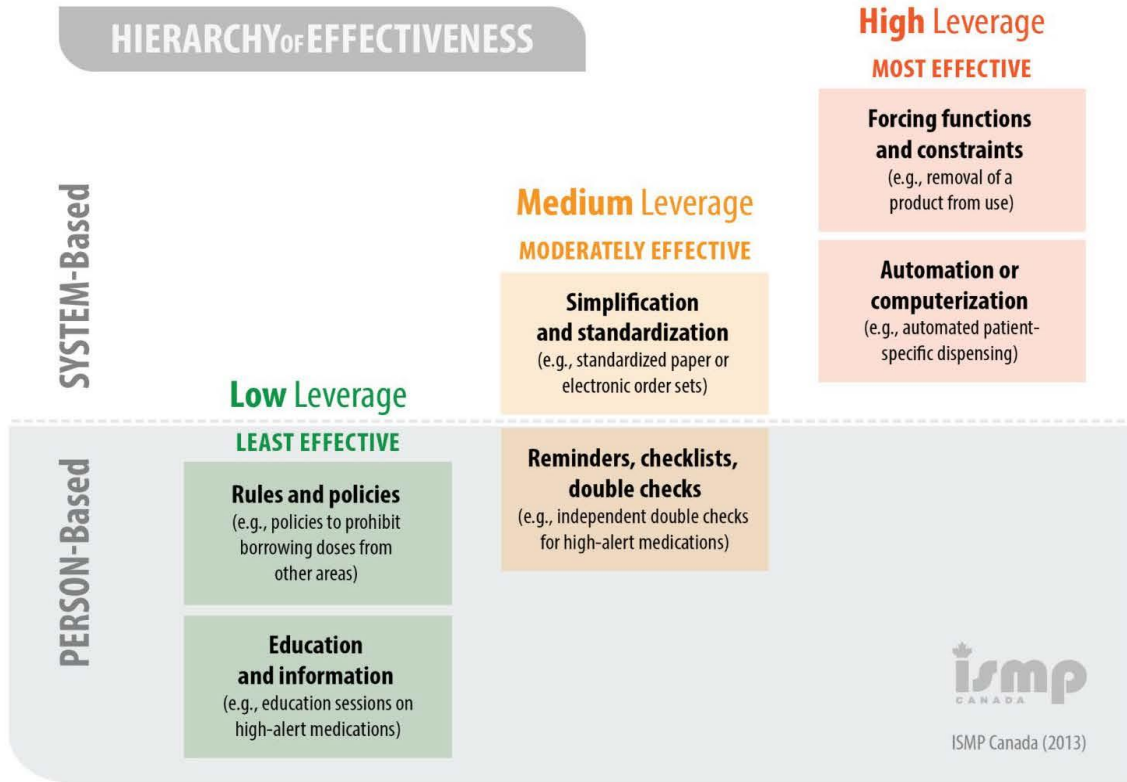 HIERARCHY OF EFFECTIVENESS
SYSTEM-Based
PERSON-Based
Low Leverage
LEAST EFFECTIVE
Rules and policies
(e.g., policies to prohibit
borrowing doses from
other areas)
Education
and information
(e.g., education sessions on
high-alert medications)
Medium Leverage
MODERATELY EFFECTIVE
Simplification
and standardization
(e.g., standardized paper or
electronic order sets)
Reminders, checklists,
double checks
(e.g., independent double checks
for high-alert medications)
High Leverage
MOST EFFECTIVE
Forcing functions
and constraints
(e.g., removal of a
product from use)
Automation or
computerization
(e.g., automated patient-
specific dispensing)
ismp
CANADA
ISMP Canada (2013)